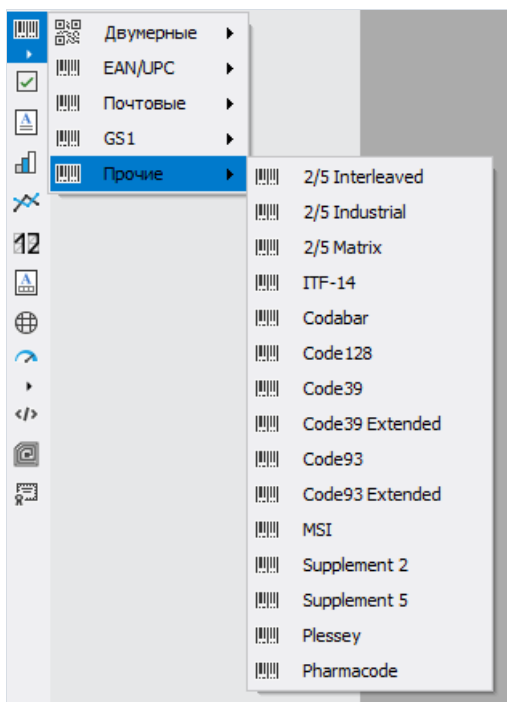 Двумерные
EAN/UPC
Почтовые
GS1
Прочие
2/5 Interleaved
2/5 Industrial
2/5 Matrix
ITF-14
Codabar
Code128
Code39
Code39 Extended
Code93
Code93 Extended
MSI
Supplement 2
Supplement 5
Plessey
Pharmacode
A
12
A